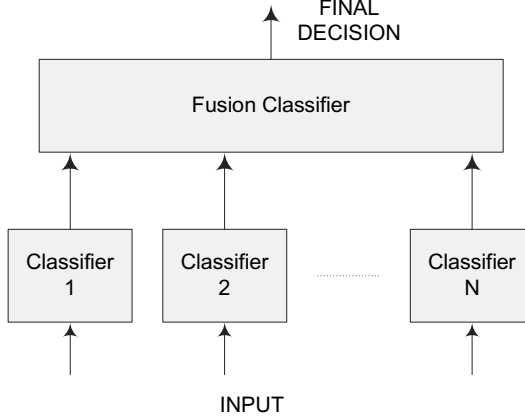 FINAL
DECISION
Fusion Classifier
Classifier
1
Classifier
2
Classifier
N
INPUT